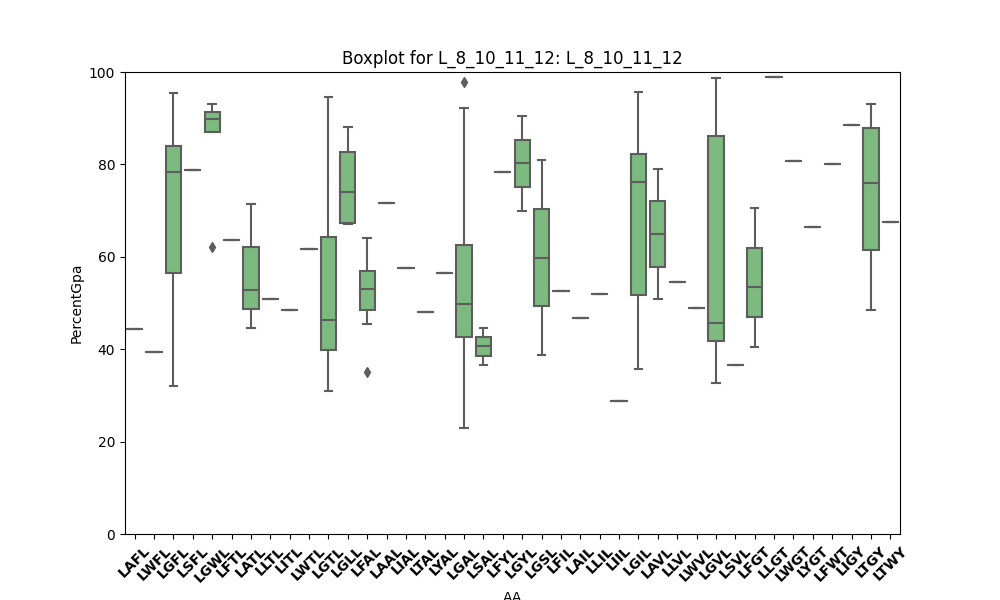 Boxplot for L_8_10_11_12: L_8_10_11_12
PercentGpa
100
80
60
40
20
0
LAFL
LWFL
LGFL
LSFL
LGWL
LFTL
LATL
LLTL
LITL
LWTL
LGTL
LGLL
LFAL
LAAL
LIAL
LTAL
LYAL
LGAL
LSAL
LFYL
LGYL
LGSL
LFIL
LAIL
LLIL
LIIL
LGIL
LAVL
LLVL
LWVL
LGVL
LSVL
LFGT
LLGT
LWGT
LYGT
LFWT
LIGY
LTGY
LTWY
AA